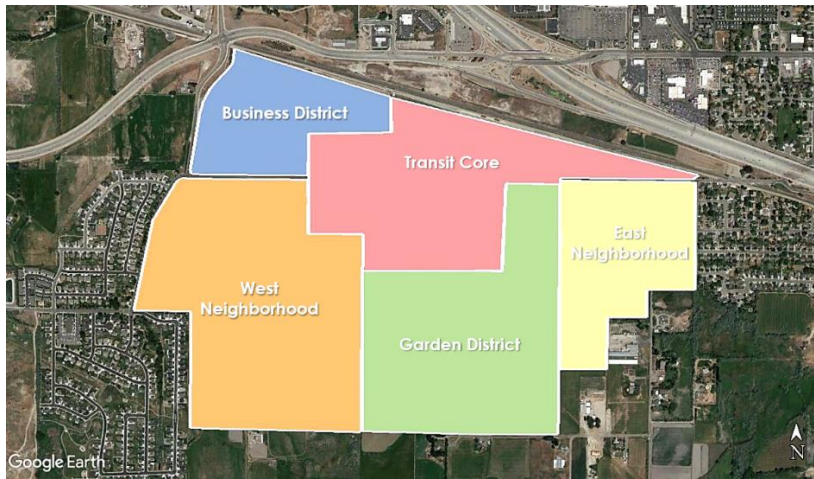 Business District
Transit Core
East
Neighborhood
West
Neighborhood
Garden District
Google Earth
N